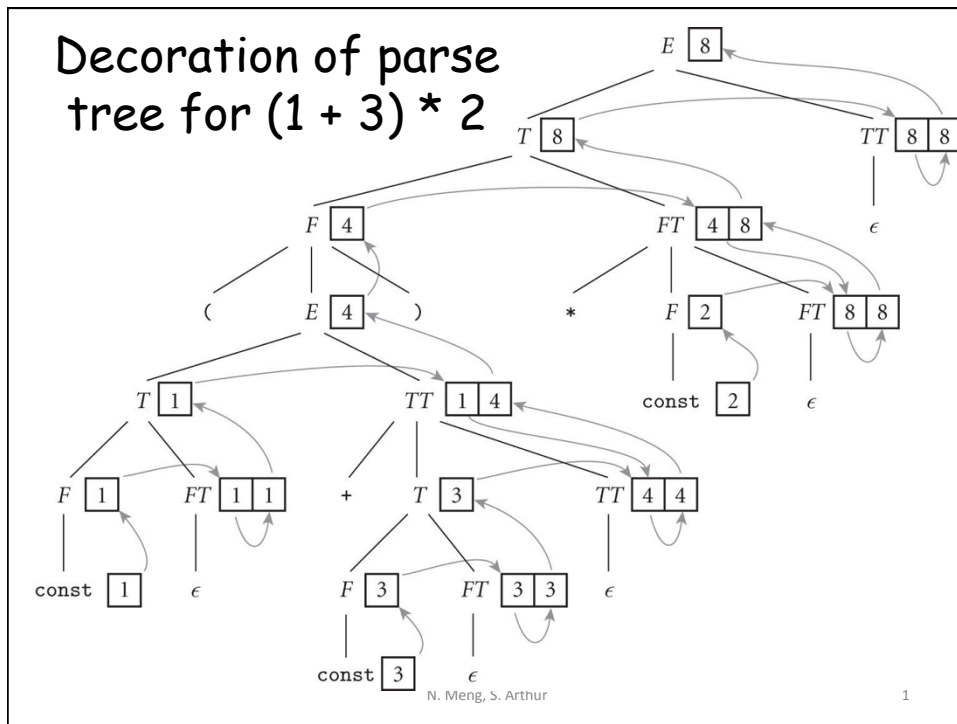 Decoration of parse
tree for (1 + 3) * 2
E 8
T 8 TT 8 8
F 4 FT 4 8 ϵ
( E 4 ) * F 2 FT 8 8
T 1 TT 1 4 const 2 ϵ
F 1 FT 1 1 + T 3 TT 4 4
const 1 ϵ F 3 FT 3 3 ϵ
const 3 ϵ
N. Meng, S. Arthur 1